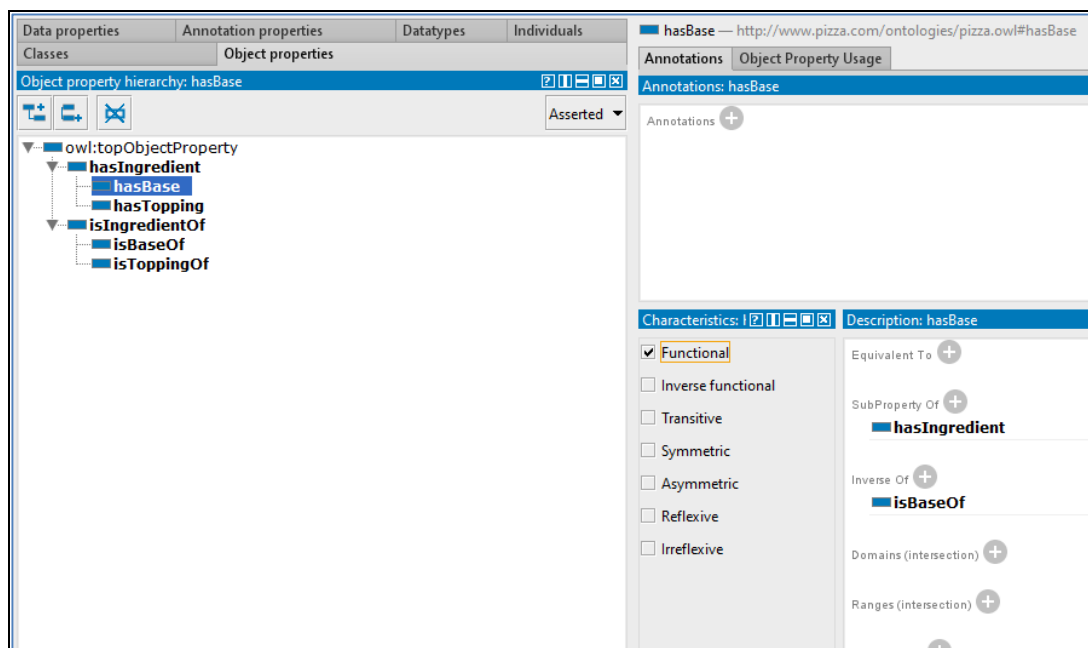 Data properties
Annotation properties
Datatypes
Individuals
Classes
Object properties
Object property hierarchy: hasBase
Asserted
owl:topObjectProperty
hasIngredient
hasBase
hasTopping
isIngredientOf
isBaseOf
isToppingOf
hasBase — http://www.pizza.com/ontologies/pizza.owl#hasBase
Annotations
Object Property Usage
Annotations: hasBase
Annotations
Characteristics:
Functional
Inverse functional
Transitive
Symmetric
Asymmetric
Reflexive
Irreflexive
Description: hasBase
Equivalent To
SubProperty Of
hasIngredient
Inverse Of
isBaseOf
Domains (intersection)
Ranges (intersection)